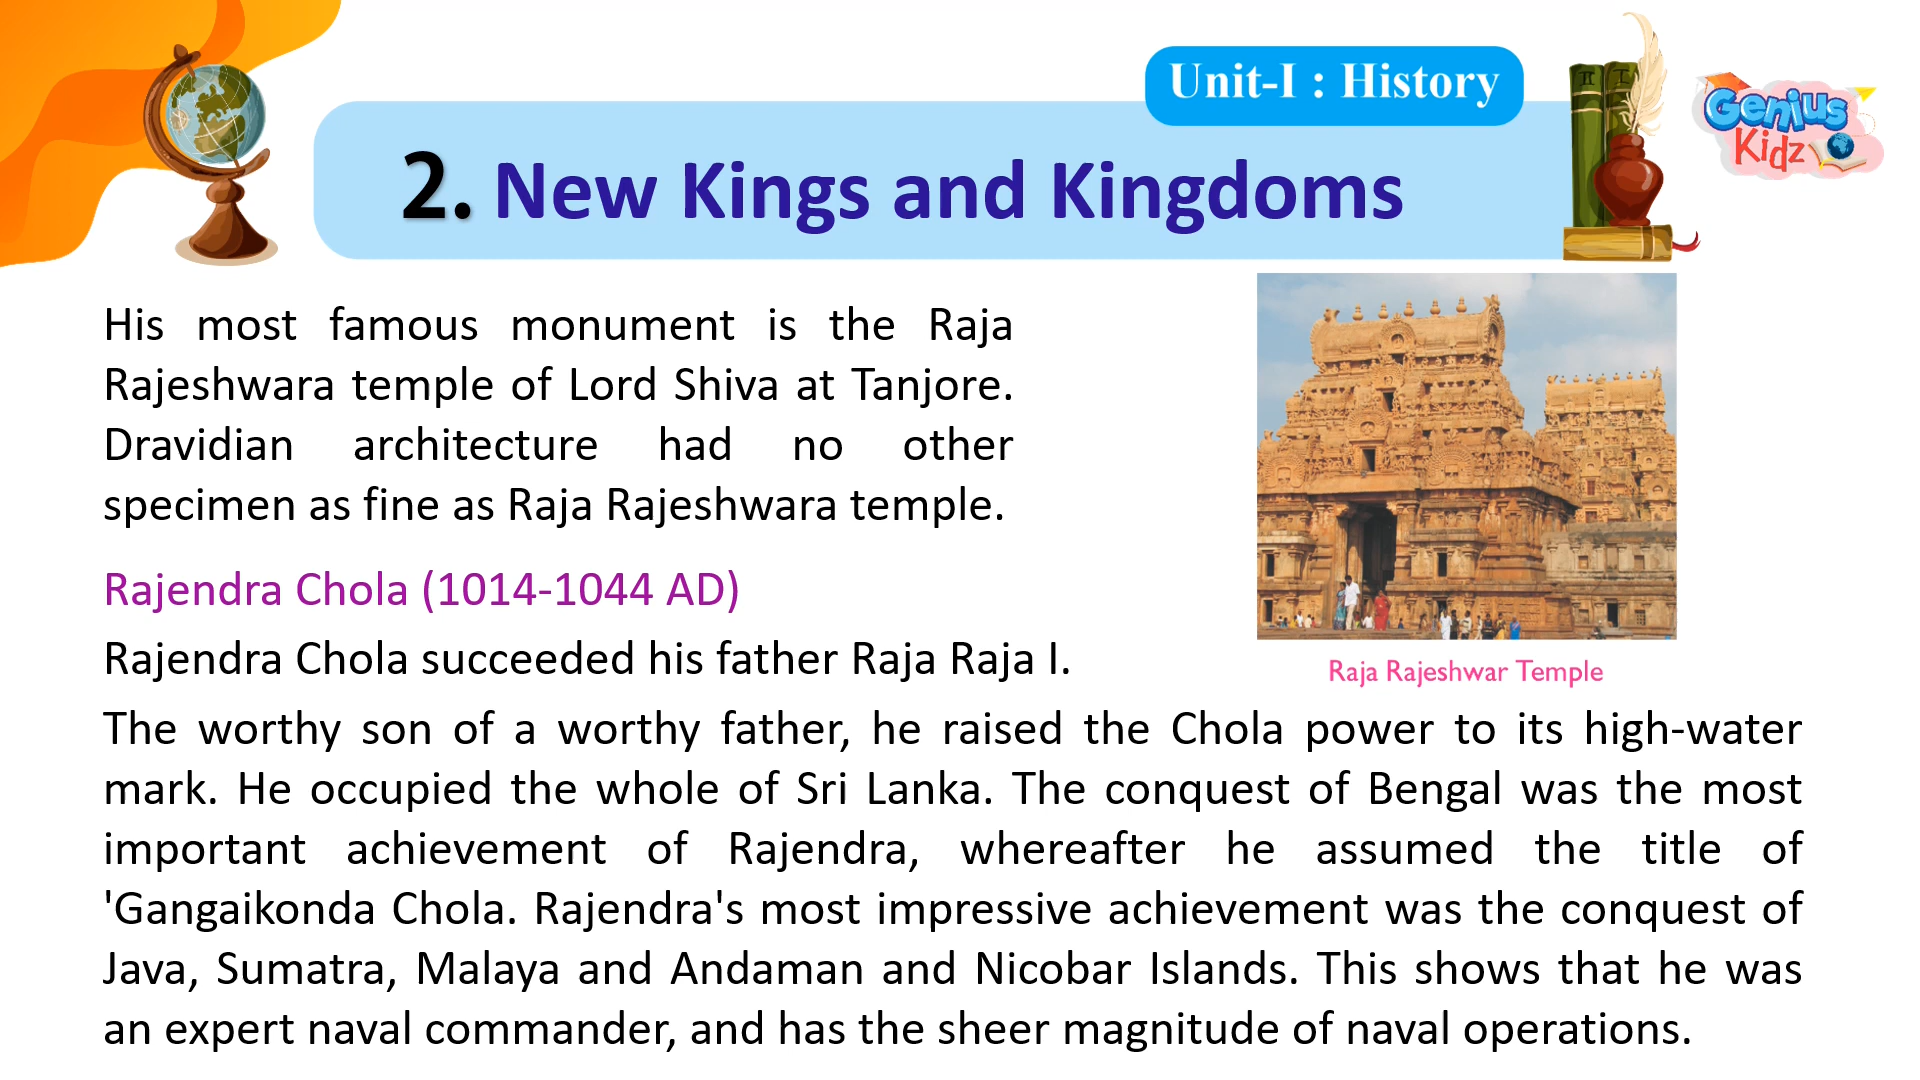 Unit-I : History
Genius
Kidz
2. New Kings and Kingdoms
His most famous monument is the Raja
Rajeshwara temple of Lord Shiva at Tanjore.
Dravidian architecture had no other
specimen as fine as Raja Rajeshwara temple.
Raja Rajeshwar Temple
Rajendra Chola (1014-1044 AD)
Rajendra Chola succeeded his father Raja Raja I.
The worthy son of a worthy father, he raised the Chola power to its high-water
mark. He occupied the whole of Sri Lanka. The conquest of Bengal was the most
important achievement of Rajendra, whereafter he assumed the title of
'Gangaikonda Chola. Rajendra's most impressive achievement was the conquest of
Java, Sumatra, Malaya and Andaman and Nicobar Islands. This shows that he was
an expert naval commander, and has the sheer magnitude of naval operations.